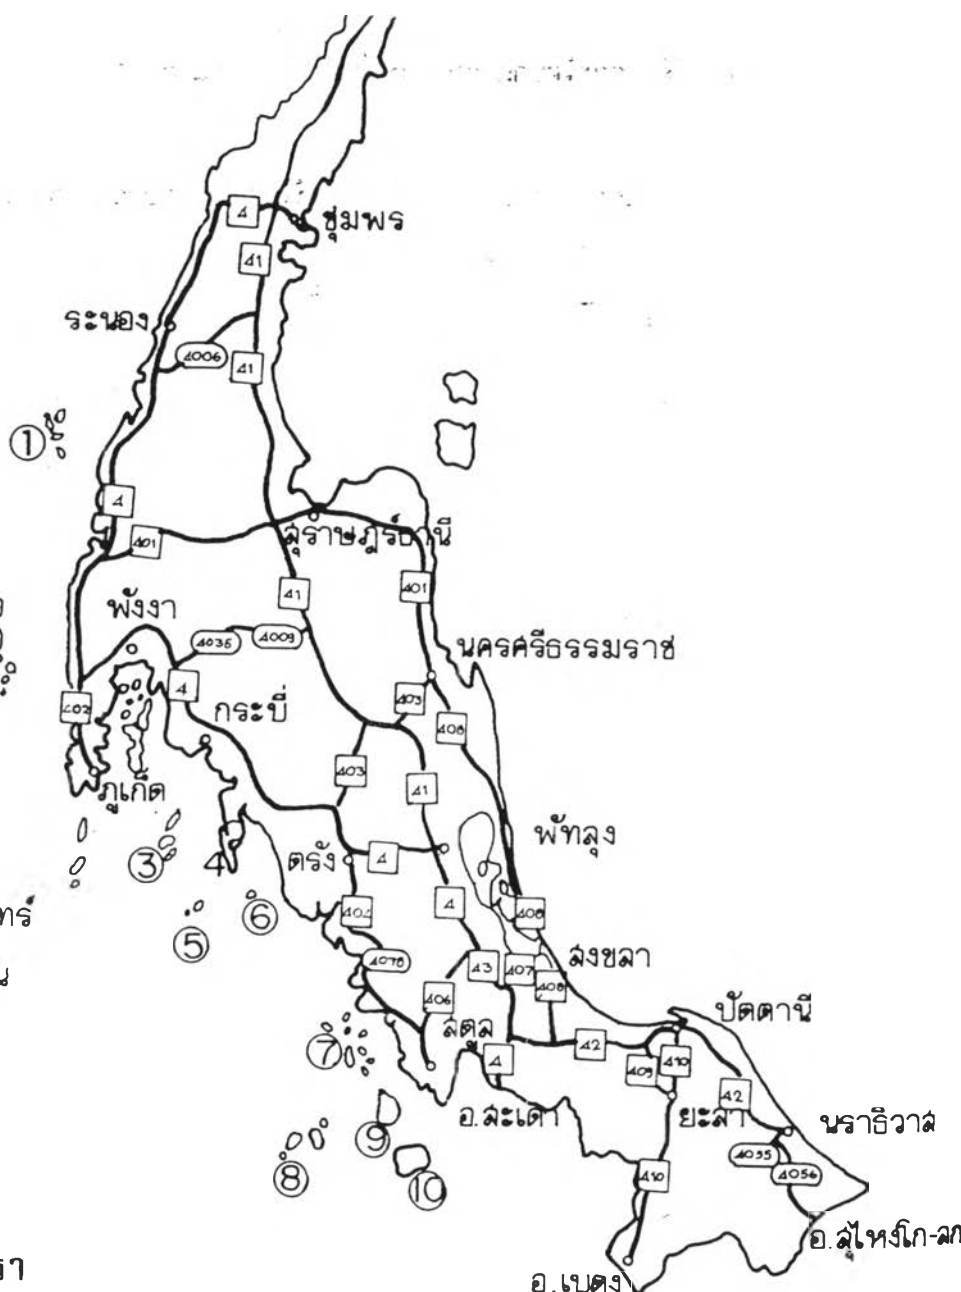 4
ชุมพร
41
ระนอง
4006
41
①
4
401
สุราษฎร์ธานี
41
401
พังงา
4035
4009
นครศรีธรรมราช
4
402
กระบี่
403
408
403
41
ภูเก็ต
พัทลุง
③
4
ตรัง
4
⑥
4
408
ทร์
⑤
สงขลา
น
4078
43
407
408
406
ปัตตานี
⑦
สตูล
42
4
409
410
42
⑨
อ.สะเดา
ยะลา
นราธิวาส
4055
4056
⑧
⑩
410
อ.สุไหงโก-ลก
รา
อ.เบตง